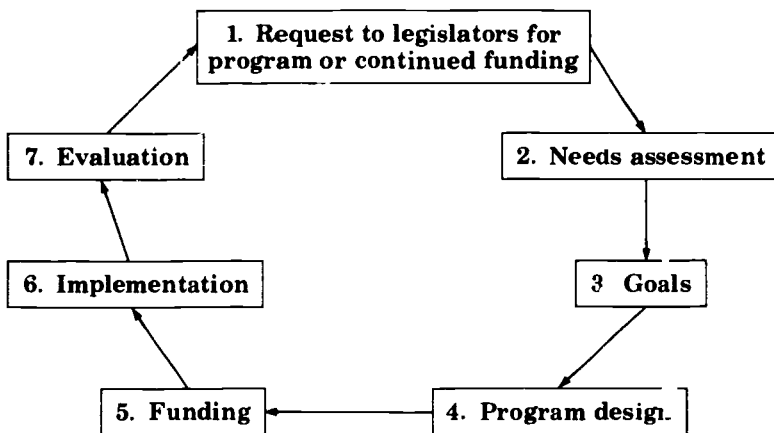 1. Request to legislators for
program or continued funding
2. Needs assessment
3 Goals
4. Program design.
5. Funding
6. Implementation
7. Evaluation